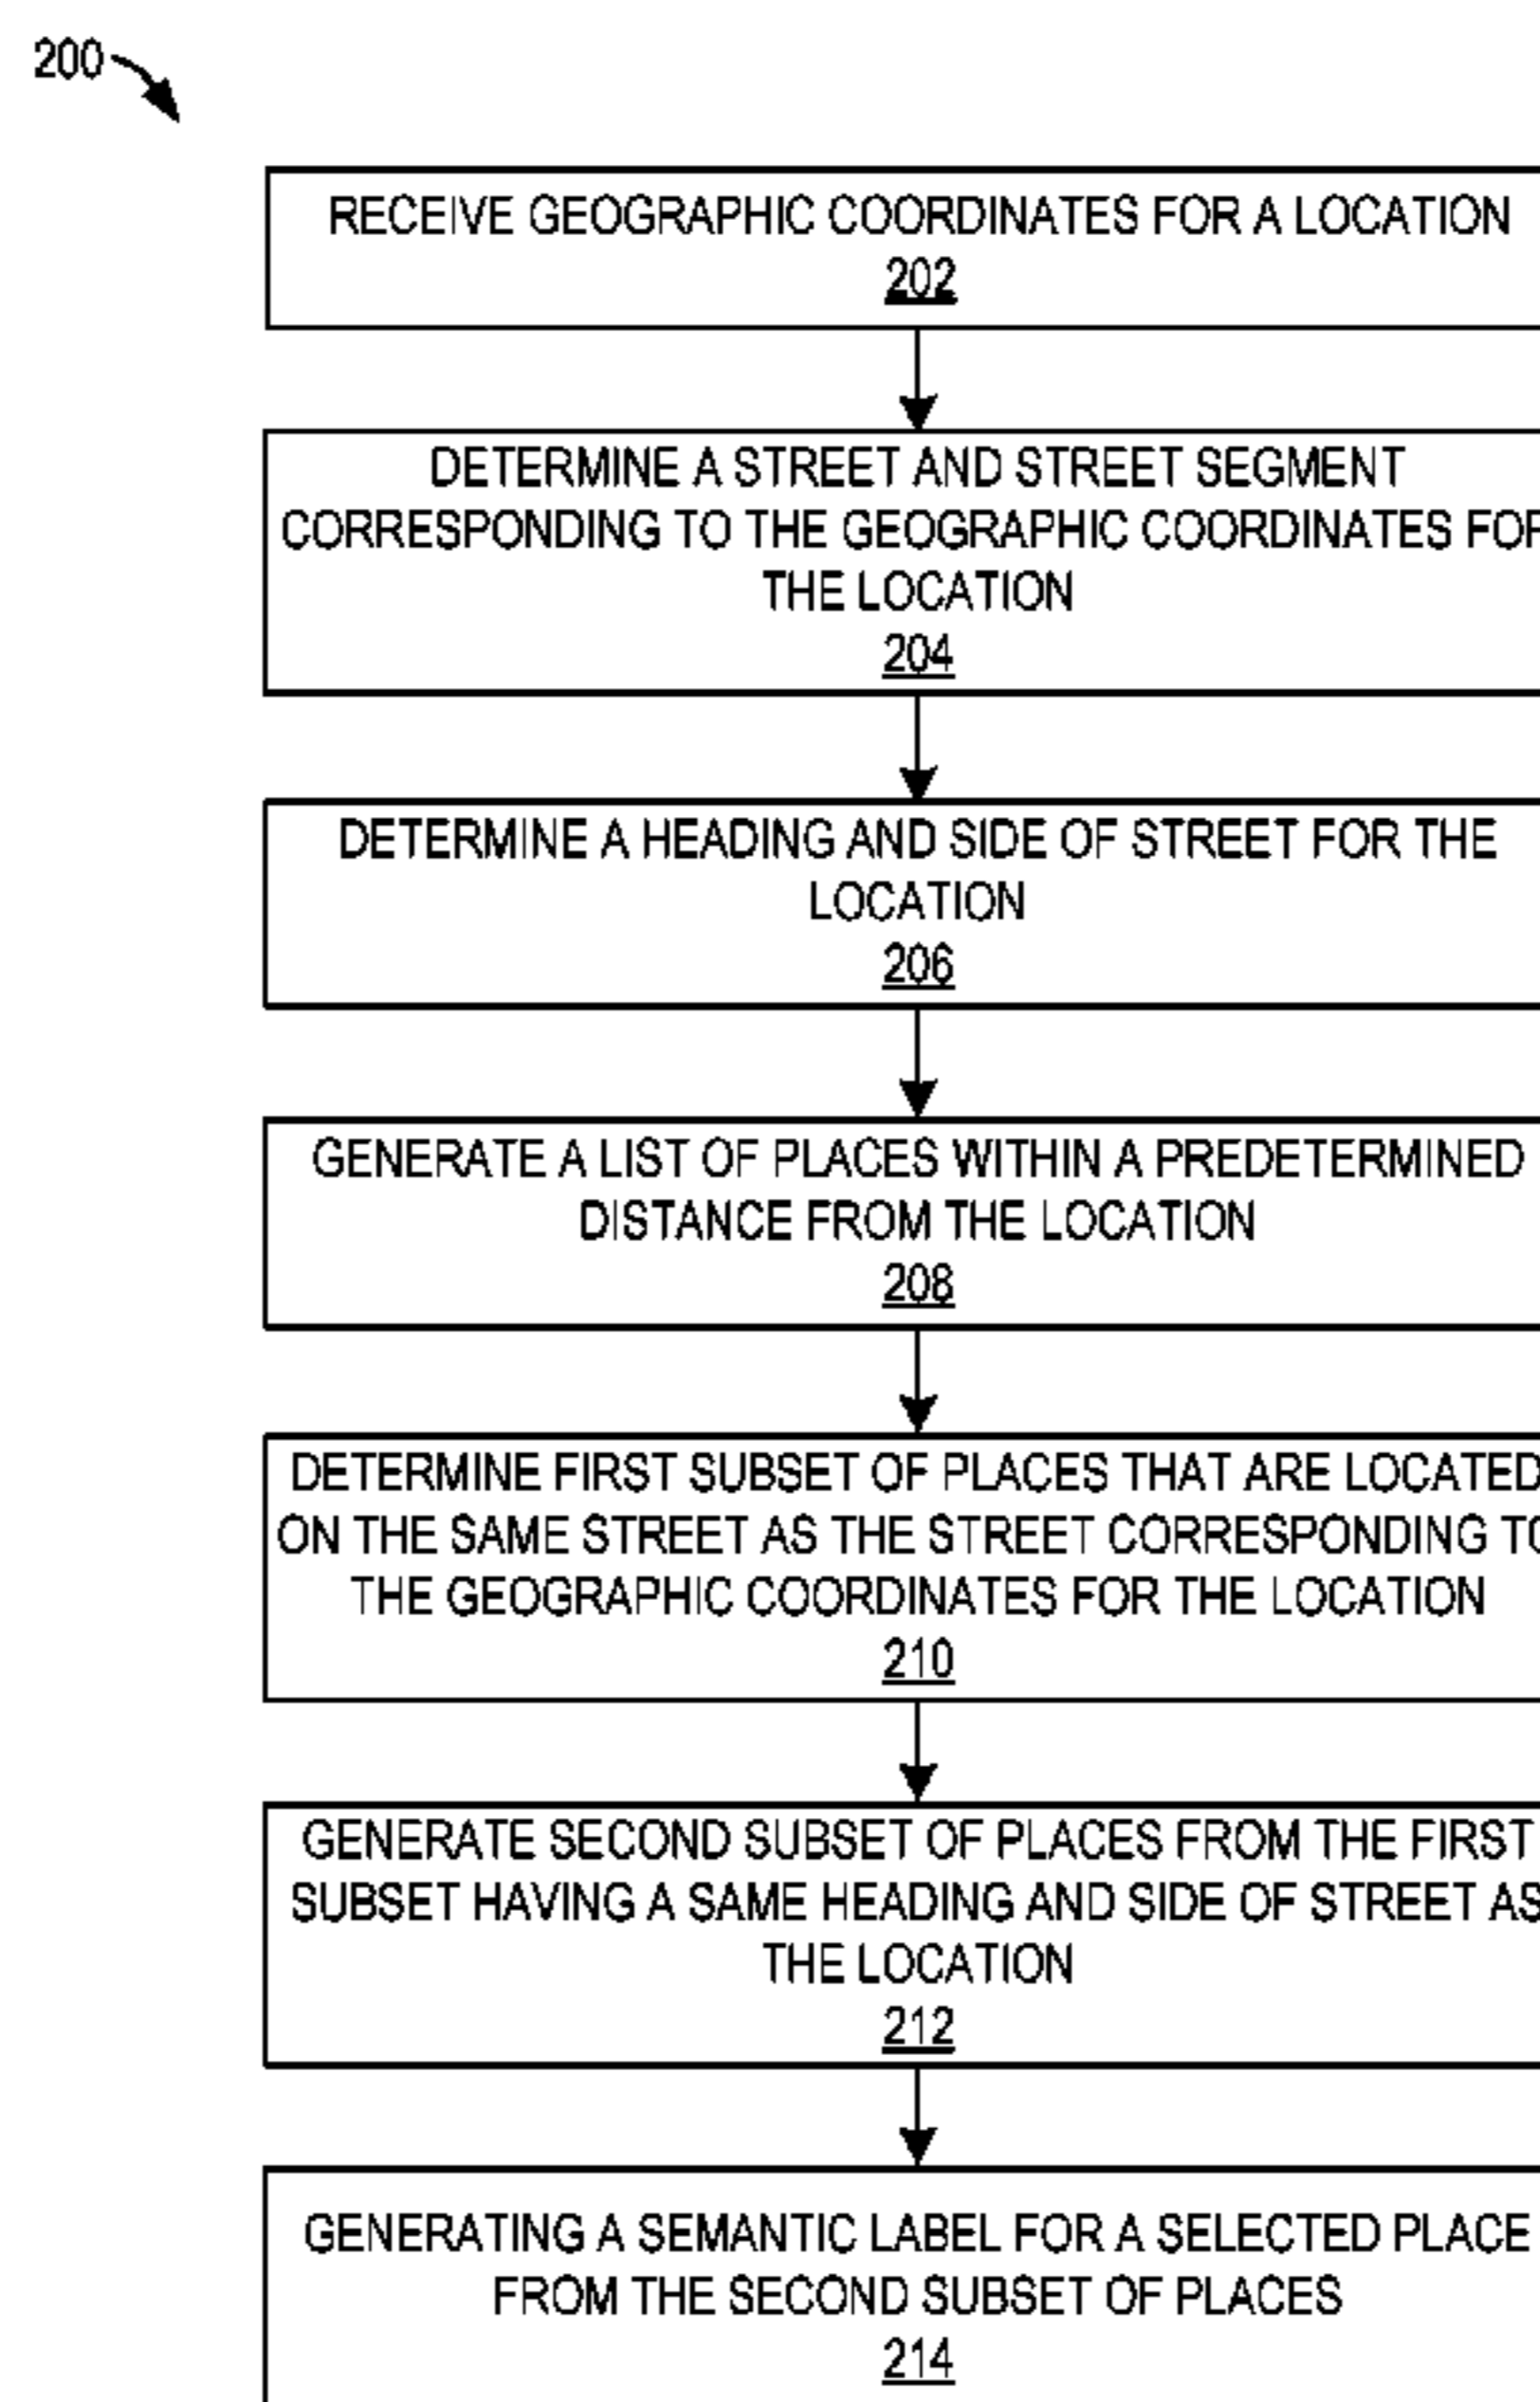 200
RECEIVE GEOGRAPHIC COORDINATES FOR A LOCATION
202
DETERMINE A STREET AND STREET SEGMENT
CORRESPONDING TO THE GEOGRAPHIC COORDINATES FOR
THE LOCATION
204
DETERMINE A HEADING AND SIDE OF STREET FOR THE
LOCATION
206
GENERATE A LIST OF PLACES WITHIN A PREDETERMINED
DISTANCE FROM THE LOCATION
208
DETERMINE FIRST SUBSET OF PLACES THAT ARE LOCATED
ON THE SAME STREET AS THE STREET CORRESPONDING TO
THE GEOGRAPHIC COORDINATES FOR THE LOCATION
210
GENERATE SECOND SUBSET OF PLACES FROM THE FIRST
SUBSET HAVING A SAME HEADING AND SIDE OF STREET AS
THE LOCATION
212
GENERATING A SEMANTIC LABEL FOR A SELECTED PLACE
FROM THE SECOND SUBSET OF PLACES
214